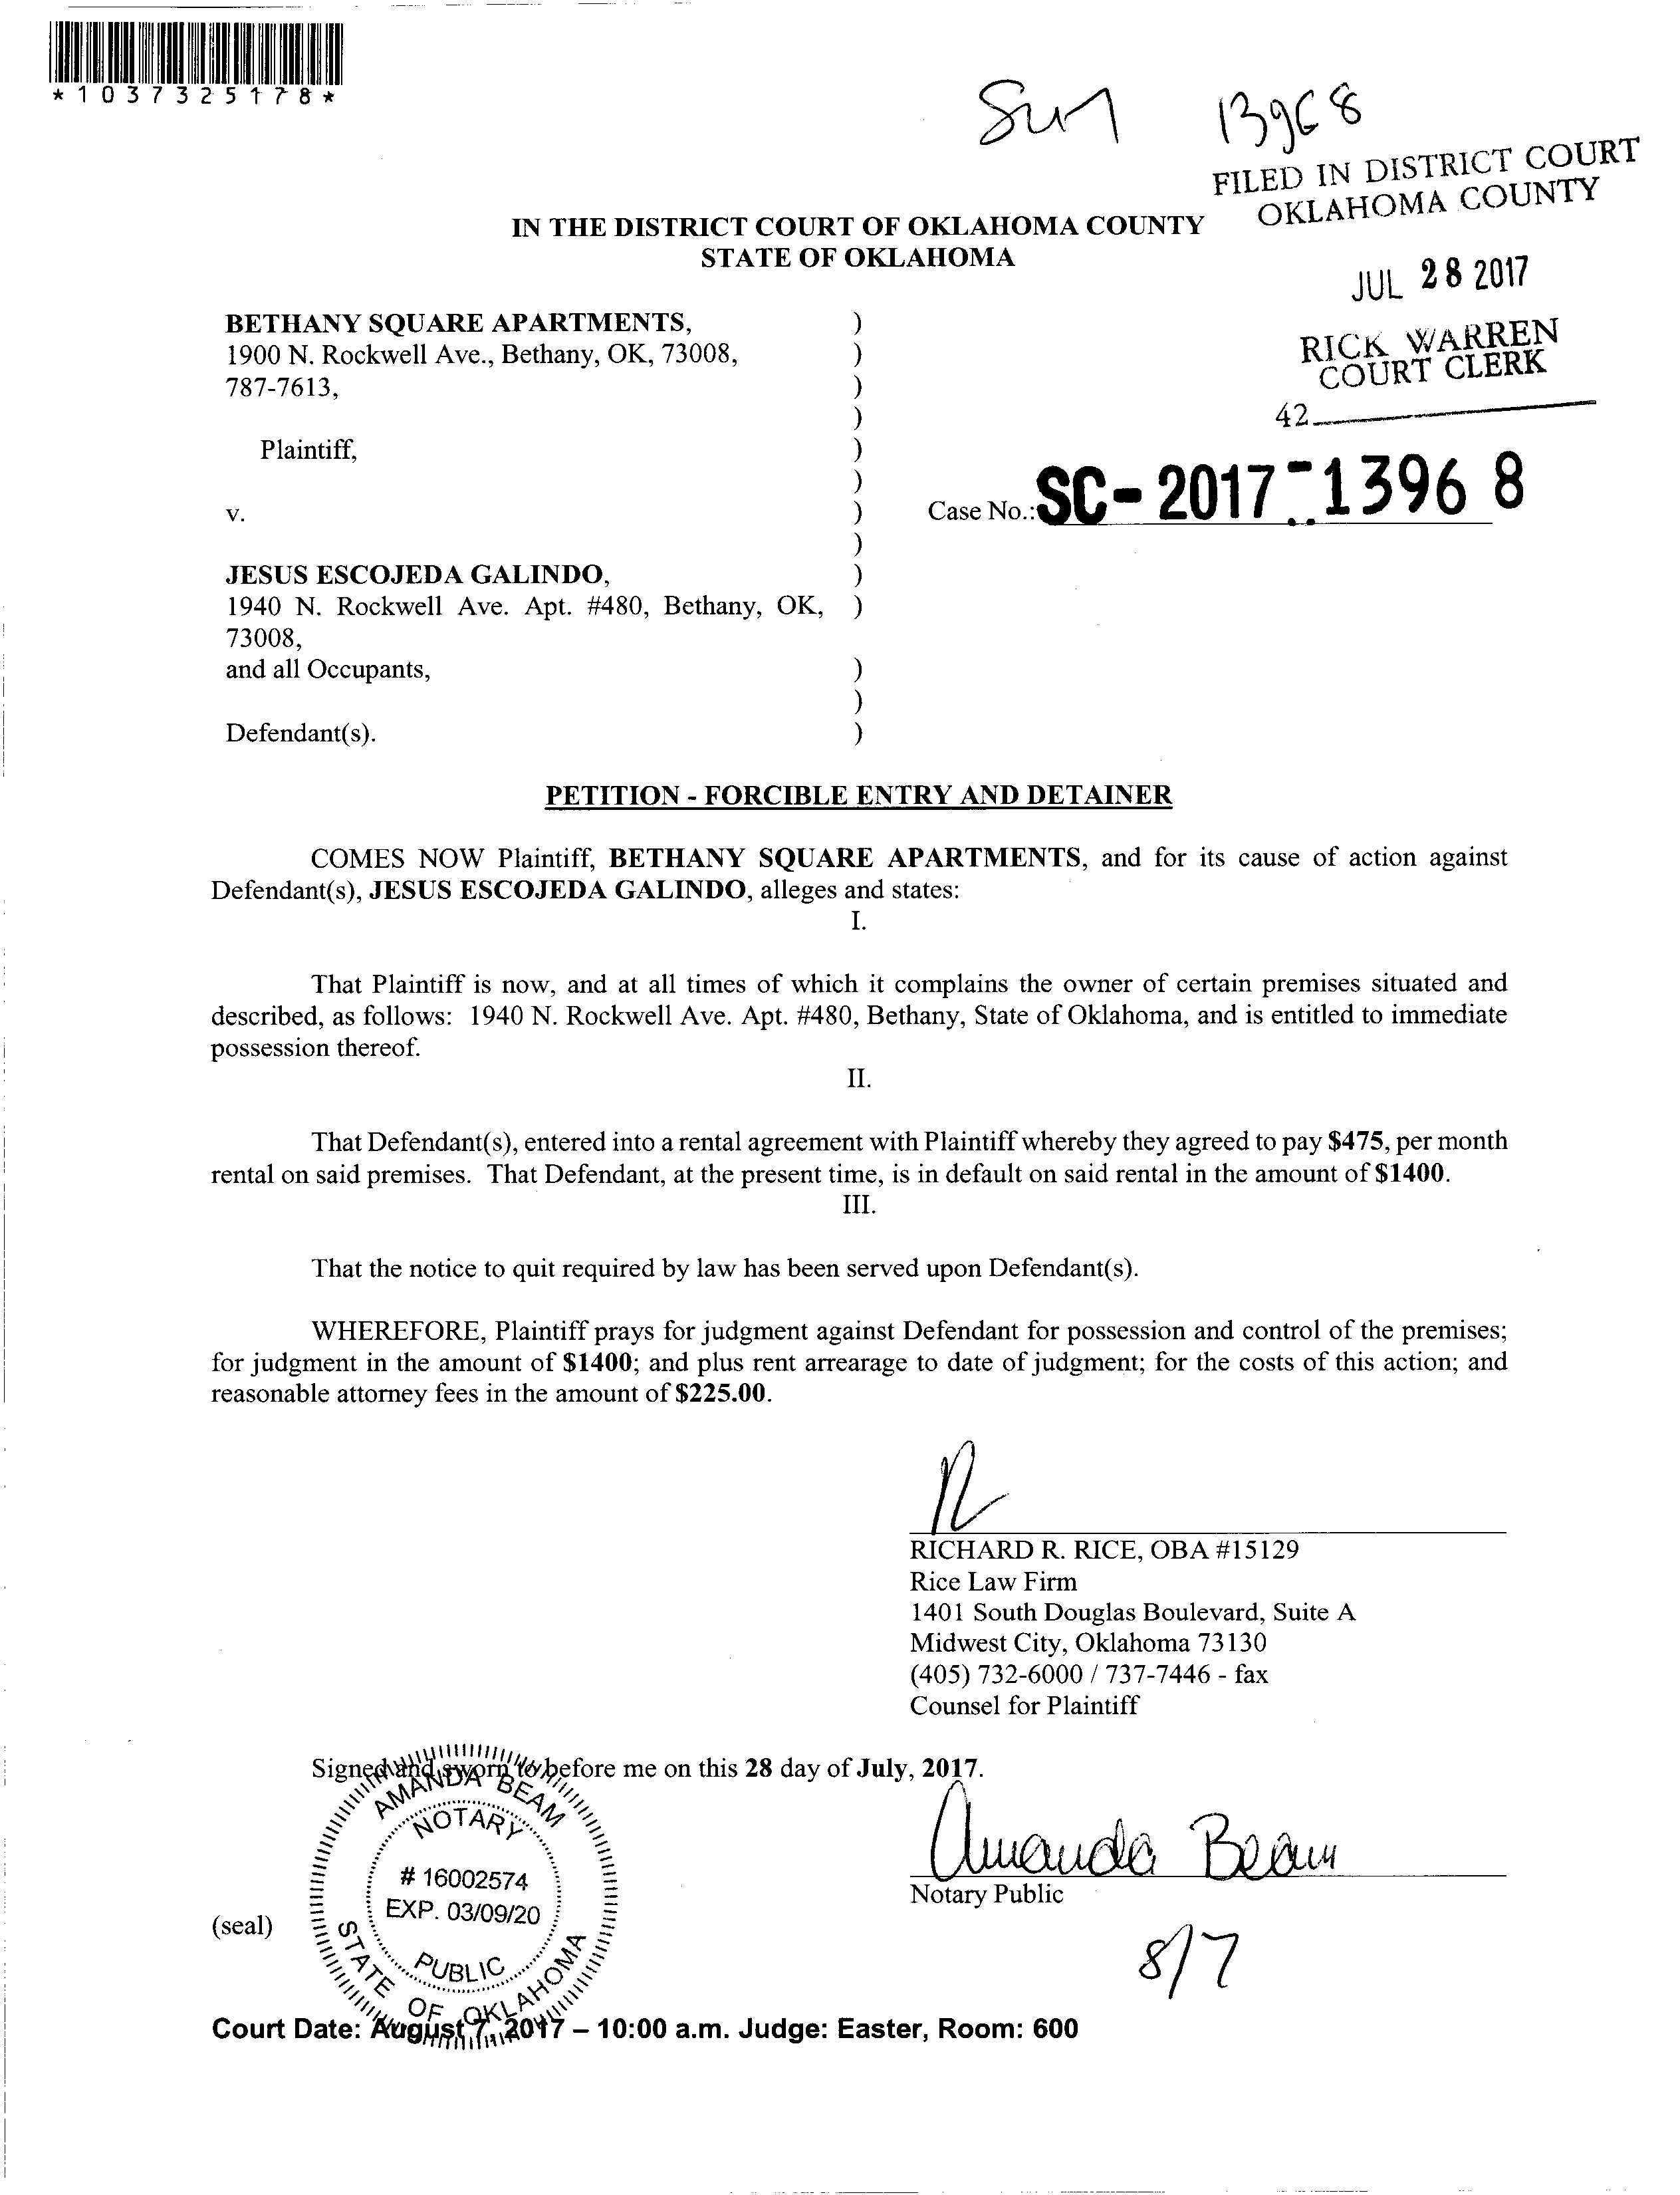 *1037325178*
Sm 13968
FILED IN DISTRICT COURT
OKLAHOMA COUNTY
IN THE DISTRICT COURT OF OKLAHOMA COUNTY
STATE OF OKLAHOMA
JUL 28 2017
RICK WARREN
COURT CLERK
42
BETHANY SQUARE APARTMENTS, )
1900 N. Rockwell Ave., Bethany, OK, 73008, )
787-7613, )
)
Plaintiff, )
)
v. ) Case No.: SC-2017-13968
)
JESUS ESCOJEDA GALINDO, )
1940 N. Rockwell Ave. Apt. #480, Bethany, OK, )
73008,
and all Occupants, )
)
Defendant(s). )
PETITION - FORCIBLE ENTRY AND DETAINER
COMES NOW Plaintiff, BETHANY SQUARE APARTMENTS, and for its cause of action against
Defendant(s), JESUS ESCOJEDA GALINDO, alleges and states:
I.
That Plaintiff is now, and at all times of which it complains the owner of certain premises situated and
described, as follows: 1940 N. Rockwell Ave. Apt. #480, Bethany, State of Oklahoma, and is entitled to immediate
possession thereof.
II.
That Defendant(s), entered into a rental agreement with Plaintiff whereby they agreed to pay $475, per month
rental on said premises. That Defendant, at the present time, is in default on said rental in the amount of $1400.
III.
That the notice to quit required by law has been served upon Defendant(s).
WHEREFORE, Plaintiff prays for judgment against Defendant for possession and control of the premises;
for judgment in the amount of $1400; and plus rent arrearage to date of judgment; for the costs of this action; and
reasonable attorney fees in the amount of $225.00.
RICHARD R. RICE, OBA #15129
Rice Law Firm
1401 South Douglas Boulevard, Suite A
Midwest City, Oklahoma 73130
(405) 732-6000 / 737-7446 - fax
Counsel for Plaintiff
Signed and sworn to before me on this 28 day of July, 2017.
AMANDA BEAM
NOTARY
# 16002574
EXP. 03/09/20
PUBLIC
STATE OF OKLAHOMA
Amanda Beam
Notary Public
(seal)
8/7
Court Date: August 7, 2017 – 10:00 a.m. Judge: Easter, Room: 600